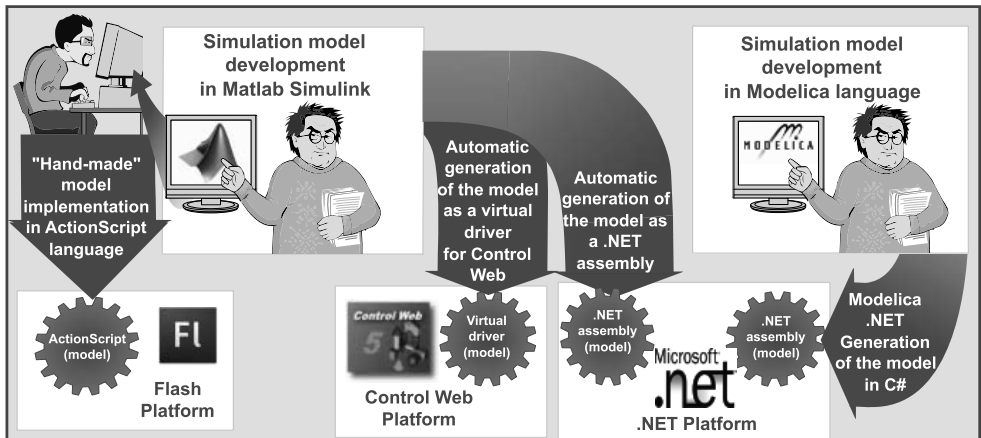 Simulation model
development
in Matlab Simulink
Simulation model
development
in Modelica language
MODELICA
"Hand-made"
model
implementation
in ActionScript
language
Automatic
generation
of the model
as a virtual
driver
for Control
Web
Automatic
generation of
the model as
a .NET
assembly
Modelica
.NET
Generation
of the model
in C#
ActionScript
(model)
Fl
Flash
Platform
Control Web
5
Virtual
driver
(model)
Control Web
Platform
.NET
assembly
(model)
Microsoft
.net
.NET
assembly
(model)
.NET Platform